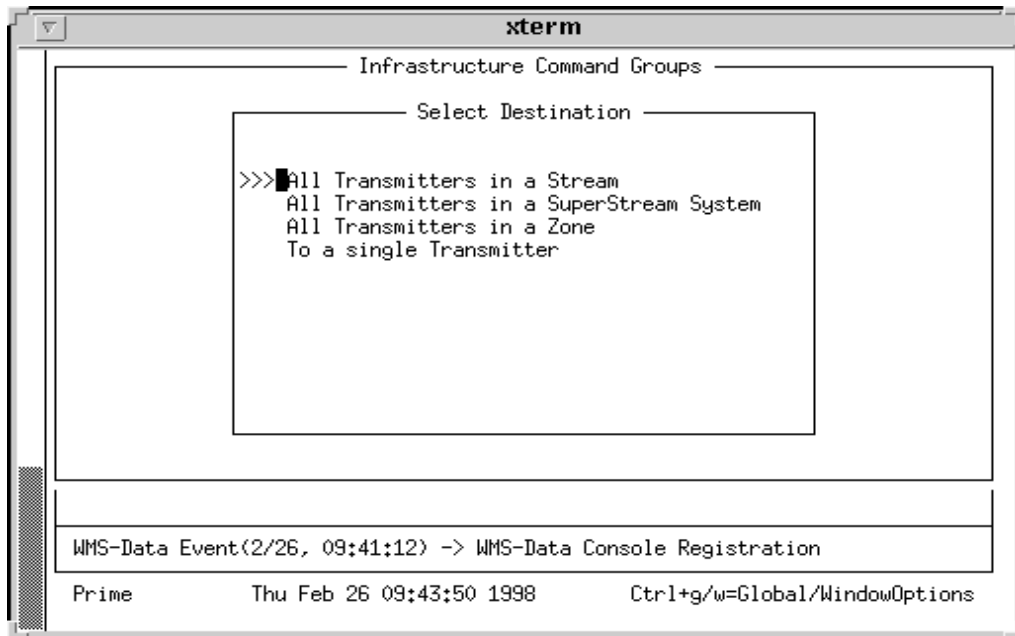 xterm
Infrastructure Command Groups
Select Destination
>>> All Transmitters in a Stream
All Transmitters in a SuperStream System
All Transmitters in a Zone
To a single Transmitter
WMS-Data Event(2/26, 09:41:12) -> WMS-Data Console Registration
Prime Thu Feb 26 09:43:50 1998 Ctrl+g/w=Global/WindowOptions